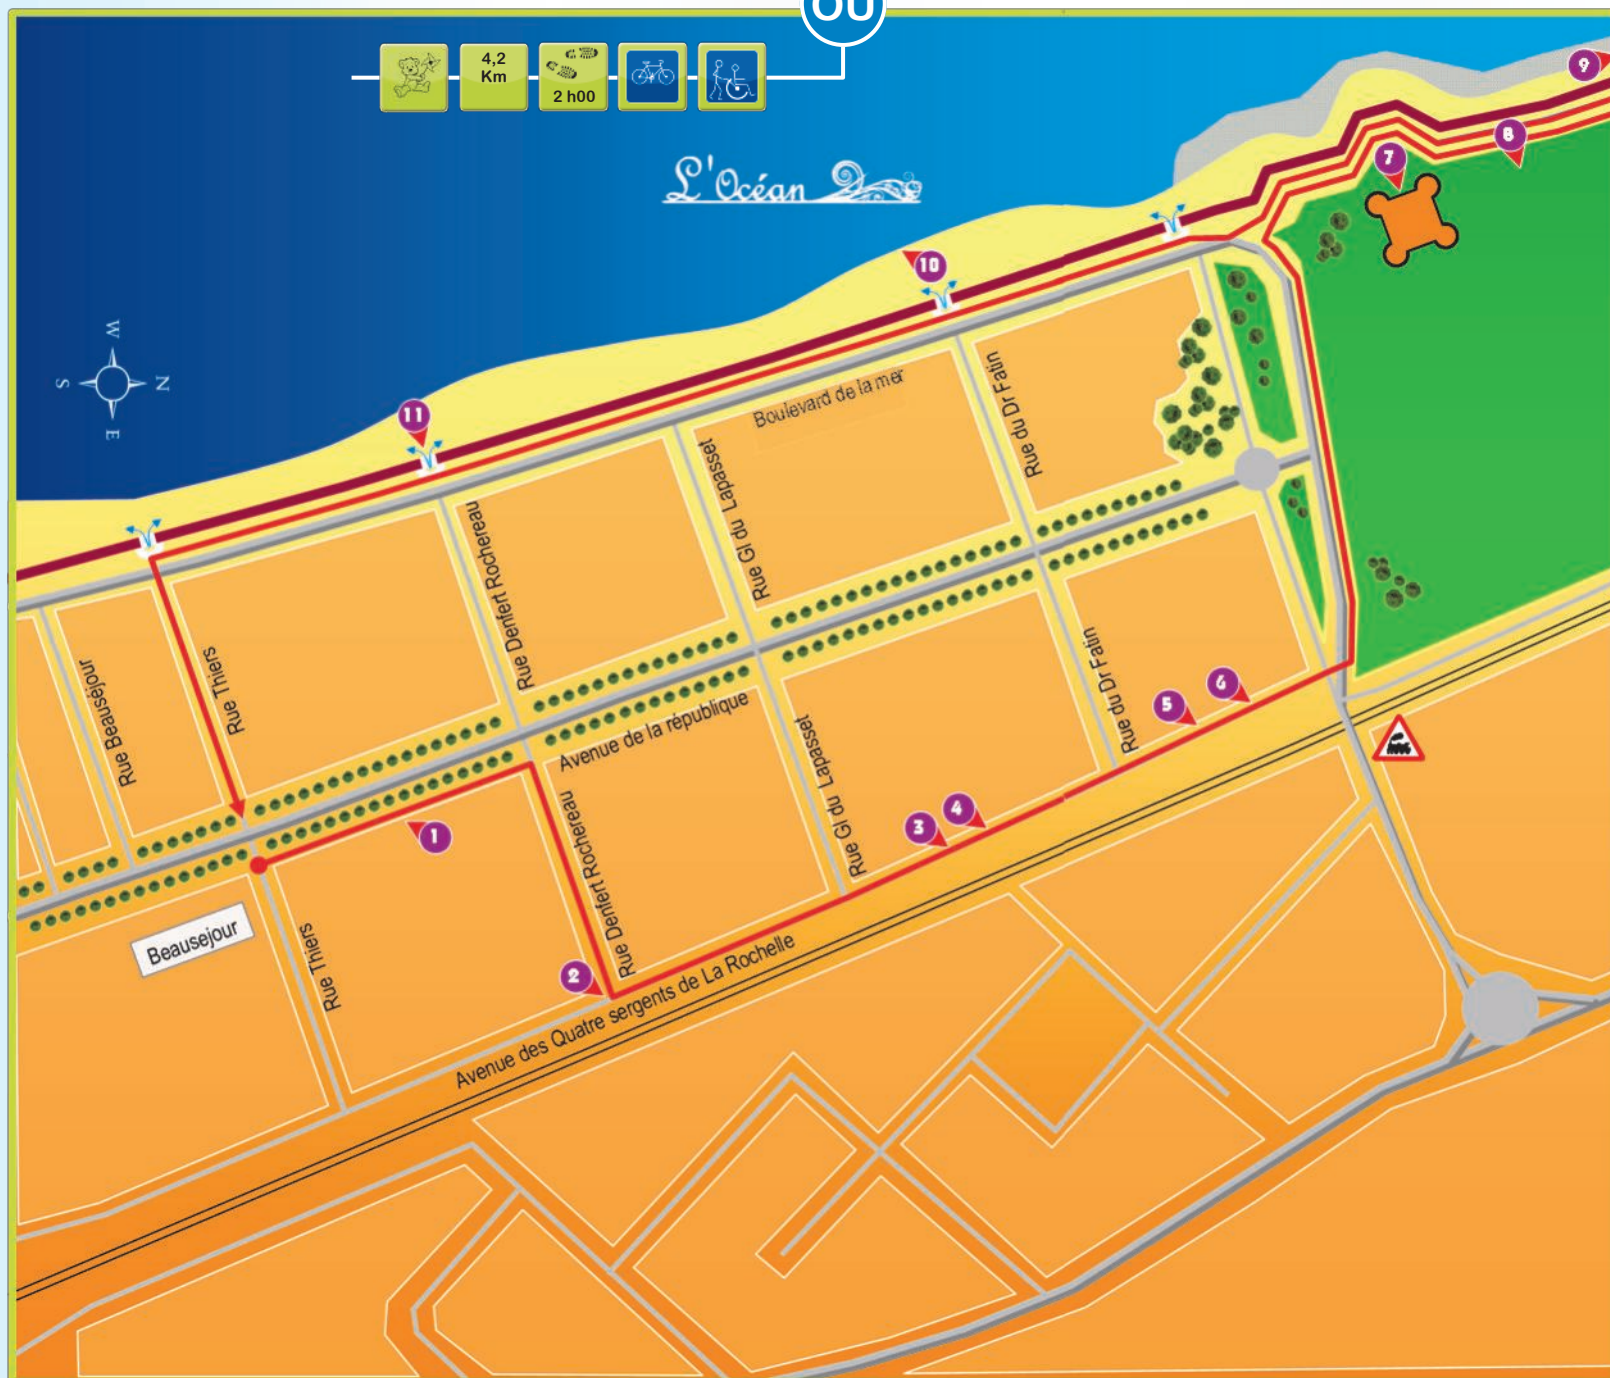 OU
4,2
Km
2 h00
L'Océan
W
S
N
E
9
8
7
10
11
Boulevard de la mer
Rue du Dr Fatin
Rue Gl du Lapasset
Rue Denfert Rochereau
Rue Thiers
Rue Beausejour
Avenue de la république
Rue du Dr Fatin
6
5
Rue Gl du Lapasset
4
3
Rue Denfert Rochereau
1
2
Beausejour
Rue Thiers
Avenue des Quatre sergents de La Rochelle